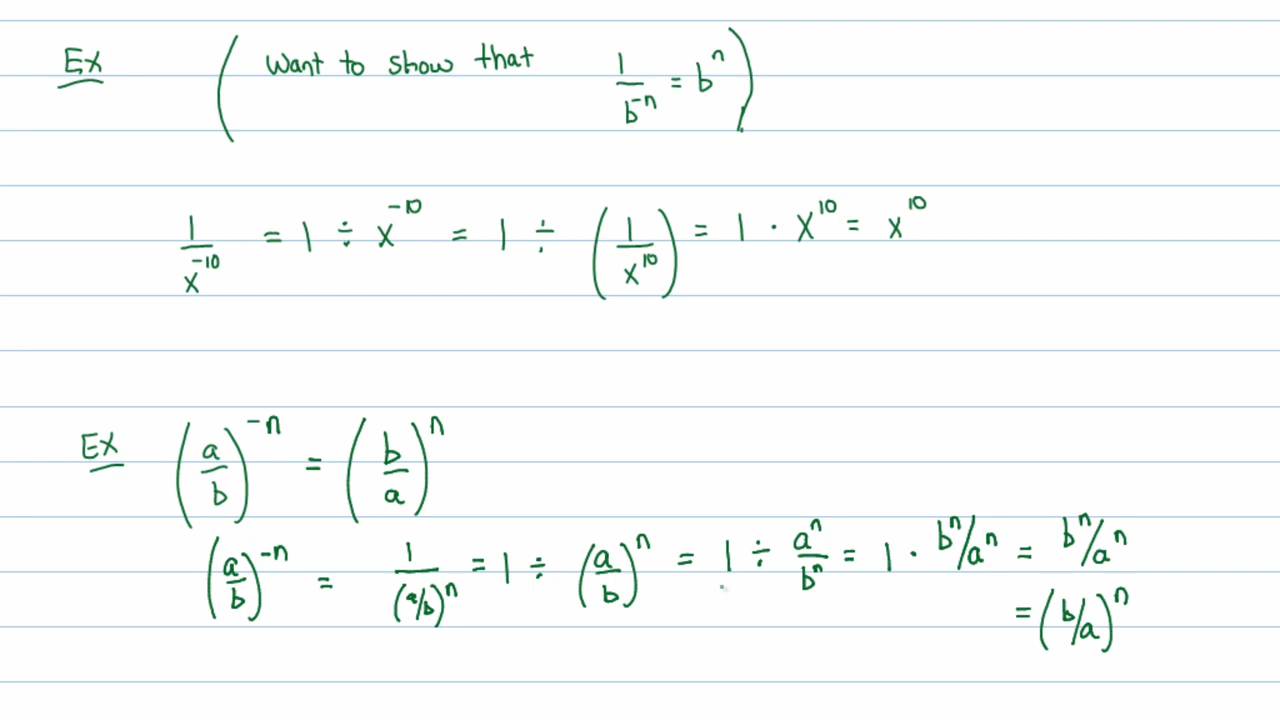 Ex (Want to show that 1/b^-n = b^n)
1/x^-10 = 1 ÷ x^-10 = 1 ÷ (1/x^10) = 1 · x^10 = x^10
Ex (a/b)^-n = (b/a)^n
(a/b)^-n = 1/(a/b)^n = 1 ÷ (a/b)^n = 1 ÷ a^n/b^n = 1 · b^n/a^n = b^n/a^n
= (b/a)^n